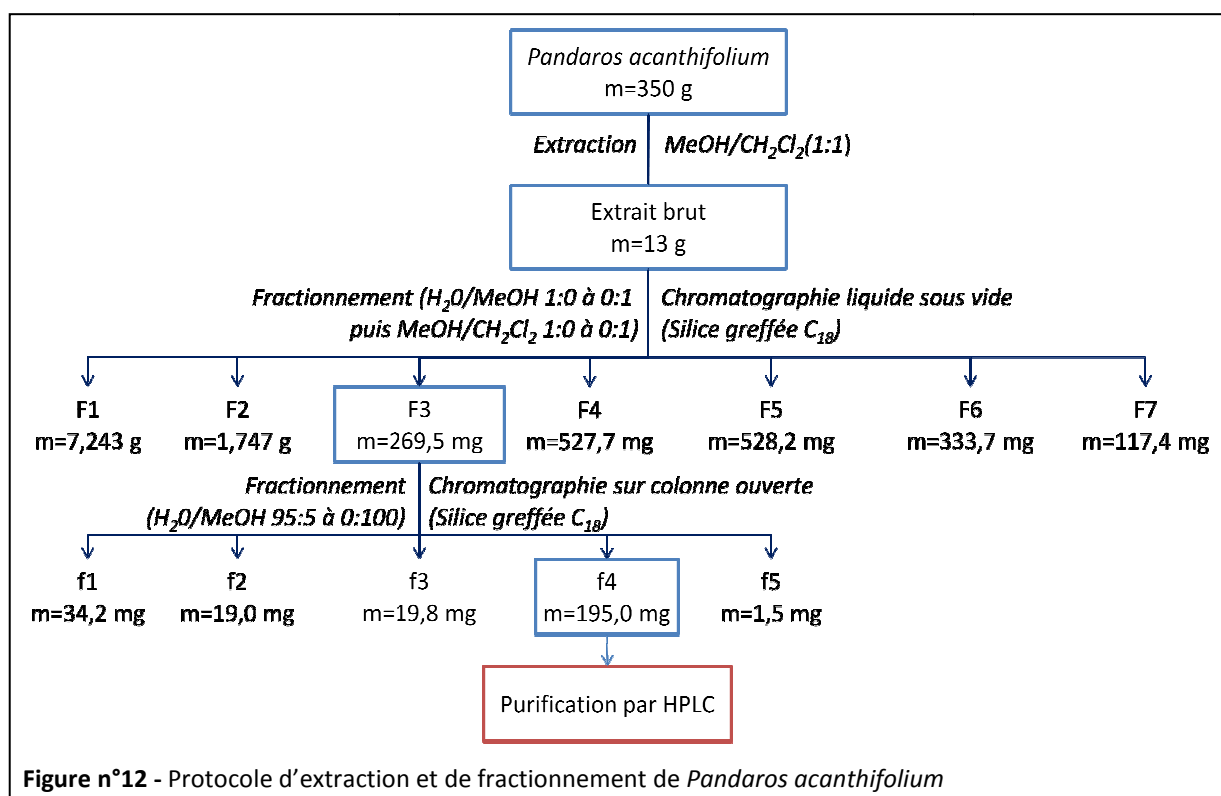 Pandaros acanthifolium
m=350 g
Extraction MeOH/CH2Cl2(1:1)
Extrait brut
m=13 g
Fractionnement (H20/MeOH 1:0 à 0:1
puis MeOH/CH2Cl2 1:0 à 0:1)
Chromatographie liquide sous vide
(Silice greffée C18)
F1 F2 F3 F4 F5 F6 F7
m=7,243 g m=1,747 g m=269,5 mg m=527,7 mg m=528,2 mg m=333,7 mg m=117,4 mg
Fractionnement
(H20/MeOH 95:5 à 0:100)
Chromatographie sur colonne ouverte
(Silice greffée C18)
f1 f2 f3 f4 f5
m=34,2 mg m=19,0 mg m=19,8 mg m=195,0 mg m=1,5 mg
Purification par HPLC
Figure n°12 - Protocole d’extraction et de fractionnement de Pandaros acanthifolium